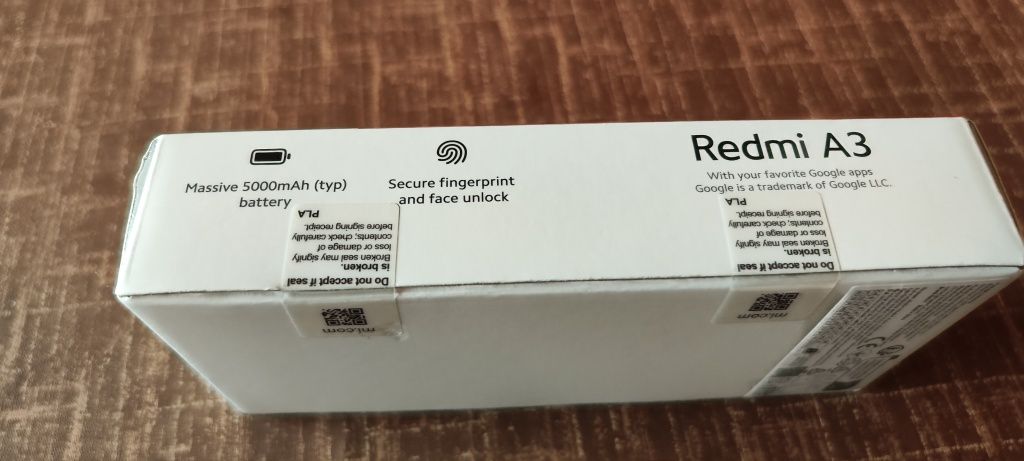 Redmi A3
With your favorite Google apps
Google is a trademark of Google LLC.
Massive 5000mAh (typ)
battery
Secure fingerprint
and face unlock
Do not accept if seal
is broken.
Broken seal may signify
loss or damage of
contents; check carefully
before signing receipt.
PLA
mi.com
Do not accept if seal
is broken.
Broken seal may signify
loss or damage of
contents; check carefully
before signing receipt.
PLA
mi.com
CE